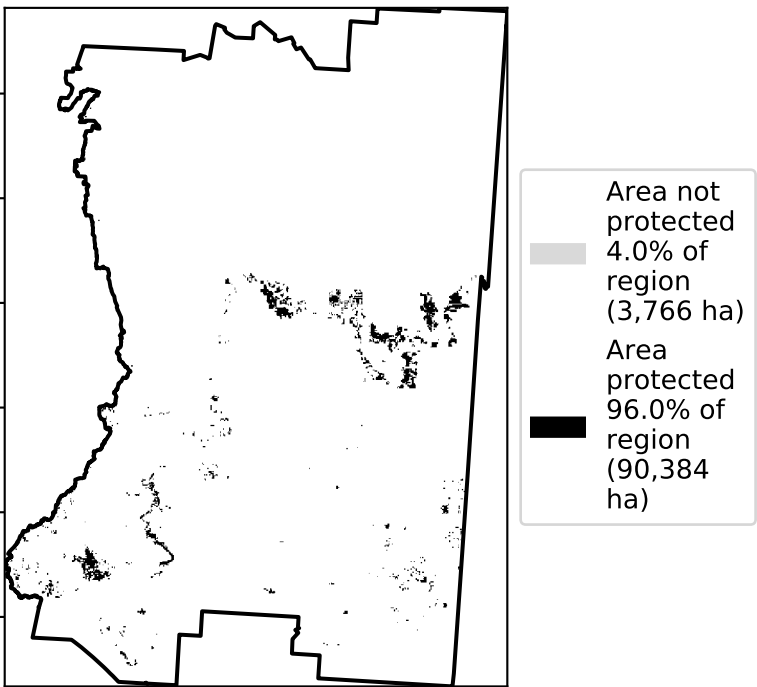 Area not
protected
4.0% of
region
(3,766 ha)
Area
protected
96.0% of
region
(90,384
ha)